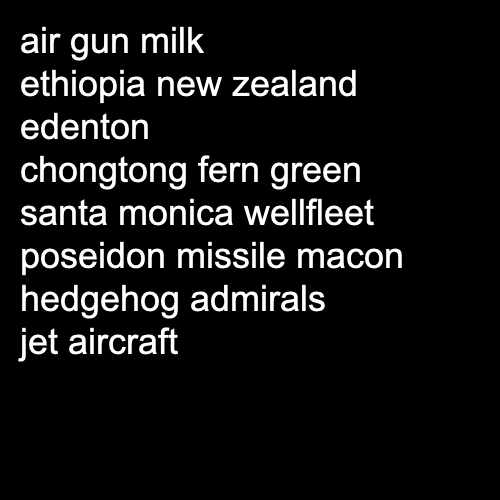 air gun milk
ethiopia new zealand
edenton
chongtong fern green
santa monica wellfleet
poseidon missile macon
hedgehog admirals
jet aircraft